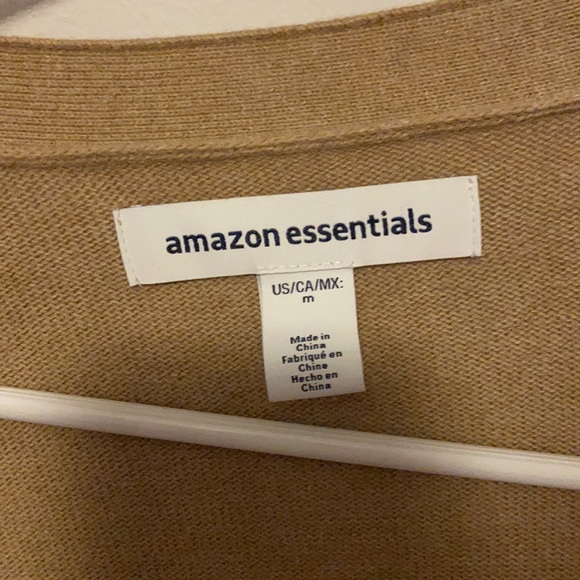 amazon essentials
US/CA/MX:
m
Made in
China
Fabriqué en
Chine
Hecho en
China